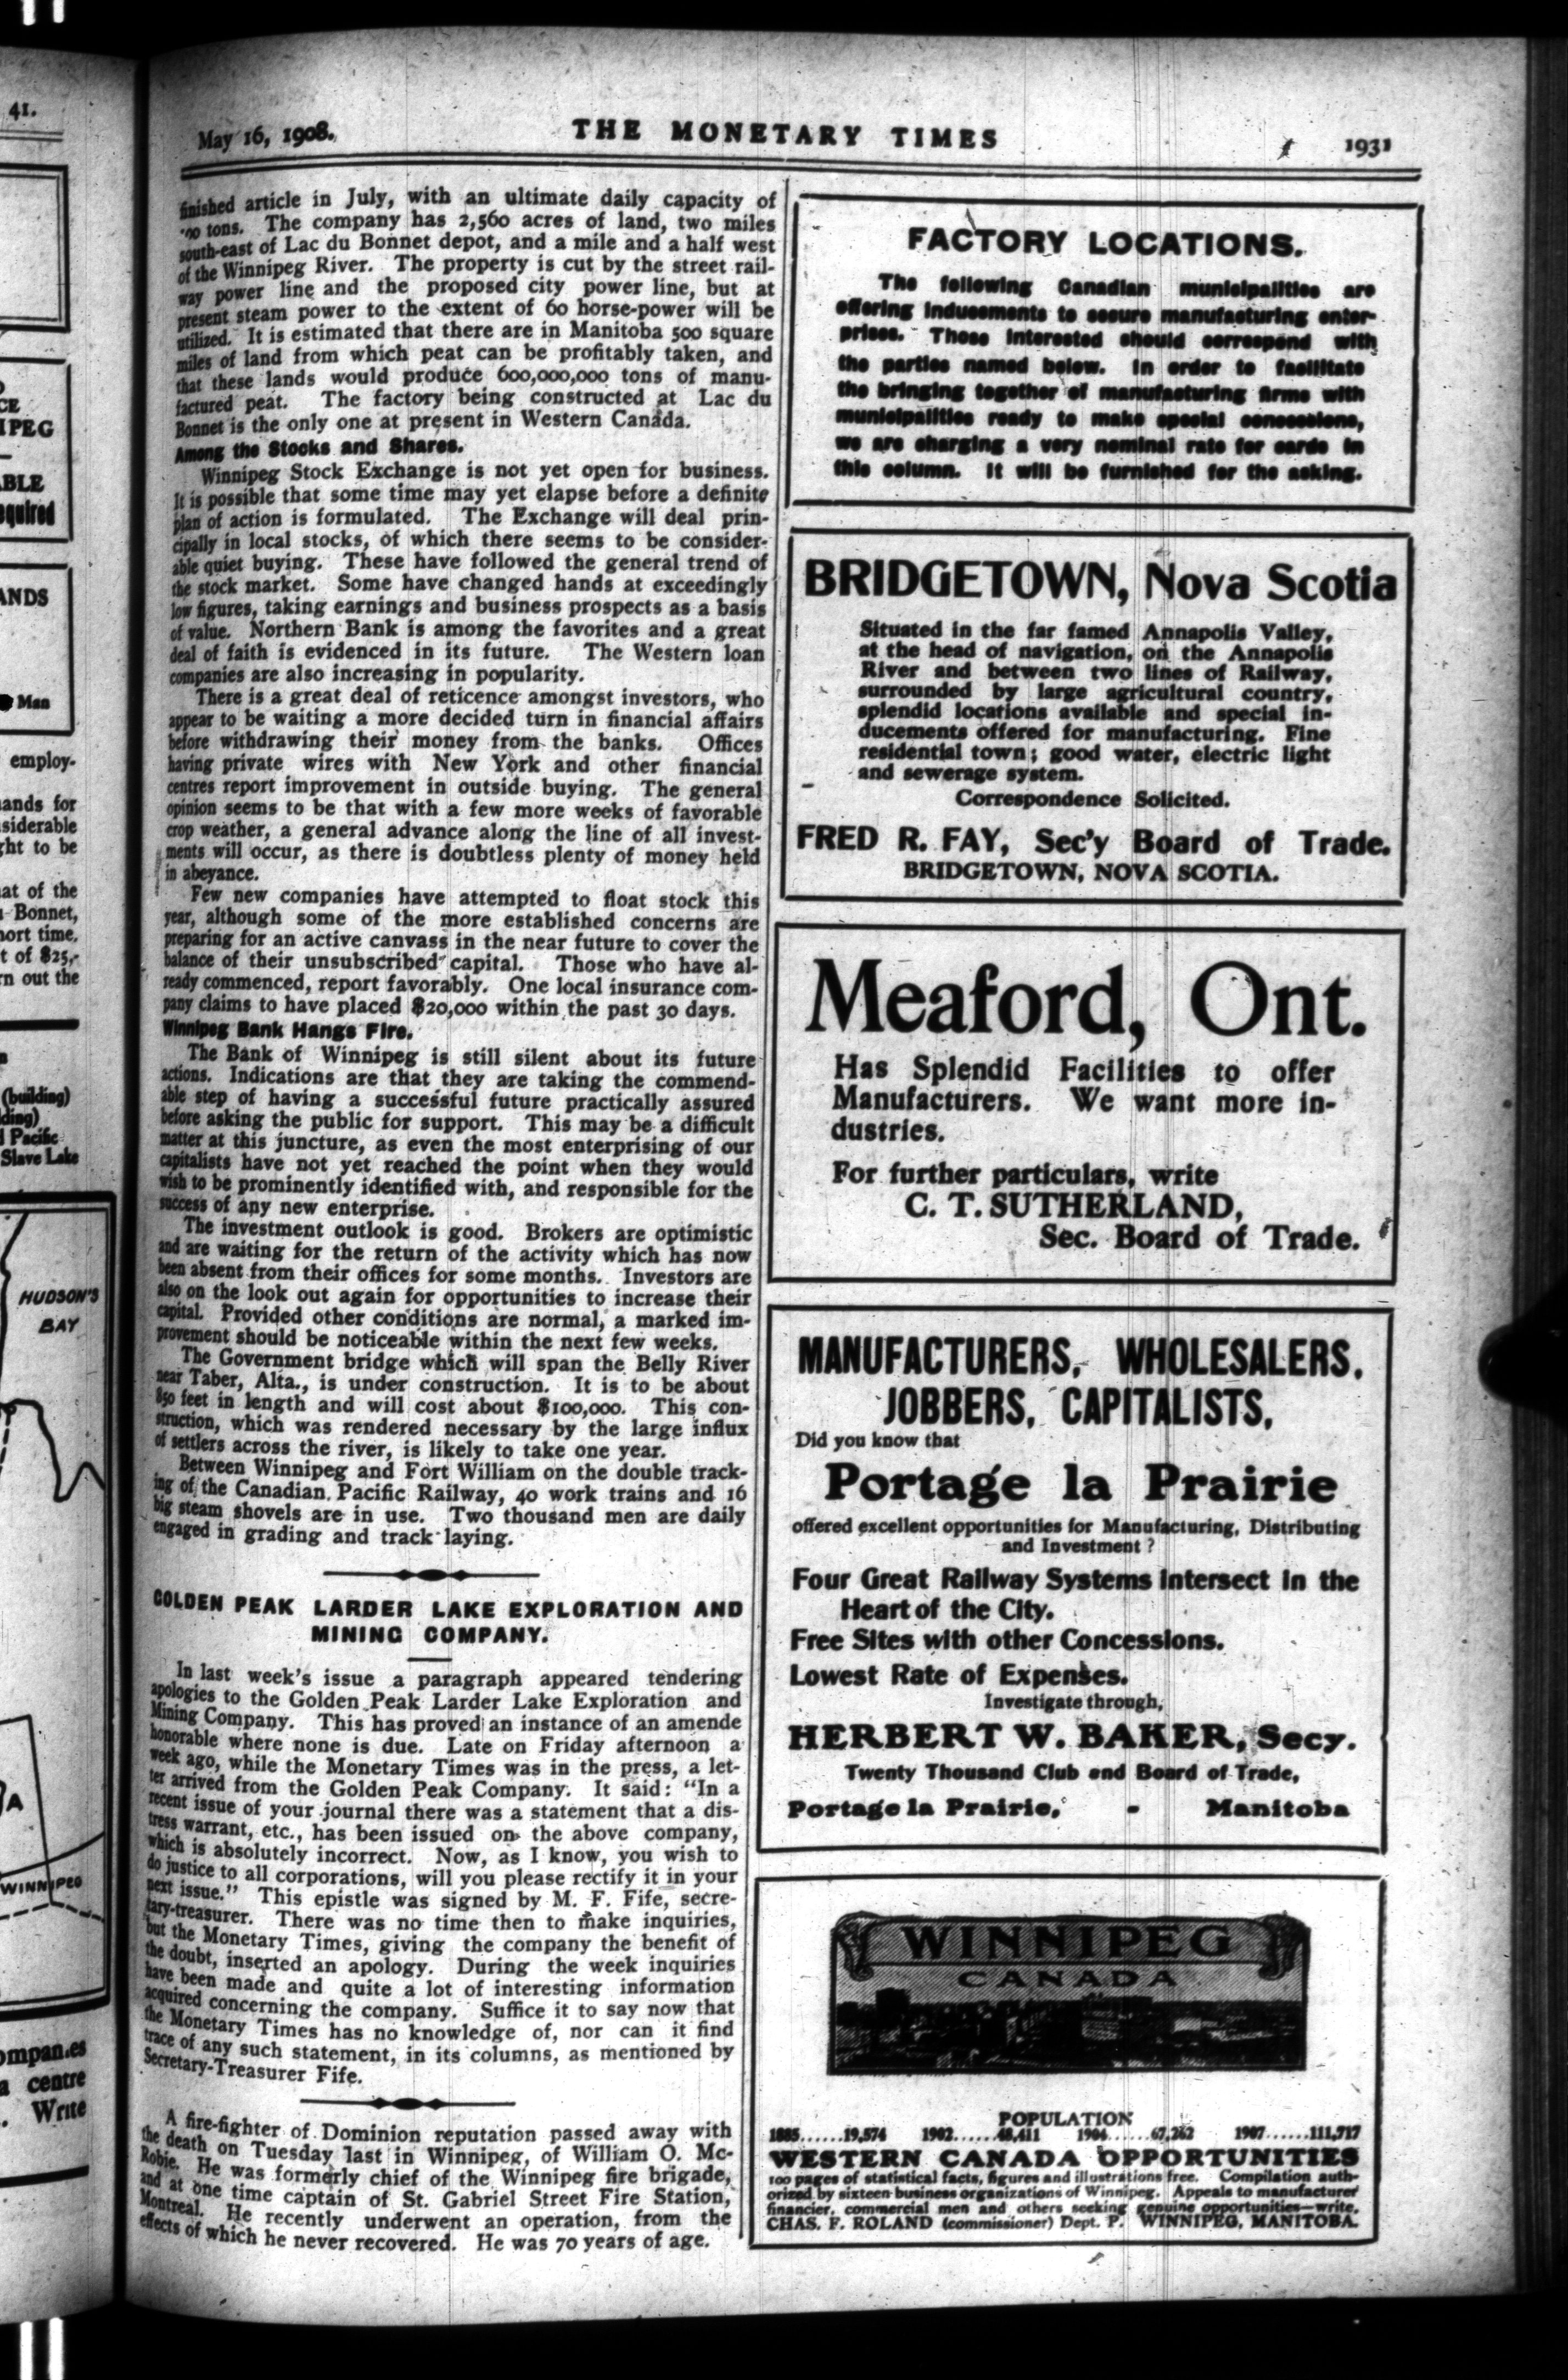 41.
CE
IPEG
ABLE
quired
ANDS
Man
employ-
ands for
siderable
ght to be
at of the
Bonnet,
hort time.
t of $25,-
rn out the
(building)
ding)
l Pacific
Slave Lake
HUDSON'S
BAY
A
WINNIPEG
ompanies
a centre
. Write
May 16, 1908.
THE MONETARY TIMES
1931
finished article in July, with an ultimate daily capacity of
tons. The company has 2,560 acres of land, two miles
south-east of Lac du Bonnet depot, and a mile and a half west
of the Winnipeg River. The property is cut by the street rail-
way power line and the proposed city power line, but at
present steam power to the extent of 60 horse-power will be
utilized. It is estimated that there are in Manitoba 500 square
miles of land from which peat can be profitably taken, and
that these lands would produce 600,000,000 tons of manu-
factured peat. The factory being constructed at Lac du
Bonnet is the only one at present in Western Canada.
Among the Stocks and Shares.
Winnipeg Stock Exchange is not yet open for business.
It is possible that some time may yet elapse before a definite
plan of action is formulated. The Exchange will deal prin-
cipally in local stocks, of which there seems to be consider-
able quiet buying. These have followed the general trend of
the stock market. Some have changed hands at exceedingly
low figures, taking earnings and business prospects as a basis
of value. Northern Bank is among the favorites and a great
deal of faith is evidenced in its future. The Western loan
companies are also increasing in popularity.
There is a great deal of reticence amongst investors, who
appear to be waiting a more decided turn in financial affairs
before withdrawing their money from the banks. Offices
having private wires with New York and other financial
centres report improvement in outside buying. The general
opinion seems to be that with a few more weeks of favorable
crop weather, a general advance along the line of all invest-
ments will occur, as there is doubtless plenty of money held
in abeyance.
Few new companies have attempted to float stock this
year, although some of the more established concerns are
preparing for an active canvass in the near future to cover the
balance of their unsubscribed capital. Those who have al-
ready commenced, report favorably. One local insurance com-
pany claims to have placed $20,000 within the past 30 days.
Winnipeg Bank Hangs Fire.
The Bank of Winnipeg is still silent about its future
actions. Indications are that they are taking the commend-
able step of having a successful future practically assured
before asking the public for support. This may be a difficult
matter at this juncture, as even the most enterprising of our
capitalists have not yet reached the point when they would
wish to be prominently identified with, and responsible for the
success of any new enterprise.
The investment outlook is good. Brokers are optimistic
and are waiting for the return of the activity which has now
been absent from their offices for some months. Investors are
also on the look out again for opportunities to increase their
capital. Provided other conditions are normal, a marked im-
provement should be noticeable within the next few weeks.
The Government bridge which will span the Belly River
near Taber, Alta., is under construction. It is to be about
850 feet in length and will cost about $100,000. This con-
struction, which was rendered necessary by the large influx
of settlers across the river, is likely to take one year.
Between Winnipeg and Fort William on the double track-
ing of the Canadian Pacific Railway, 40 work trains and 16
big steam shovels are in use. Two thousand men are daily
engaged in grading and track laying.
GOLDEN PEAK LARDER LAKE EXPLORATION AND
MINING COMPANY.
In last week's issue a paragraph appeared tendering
apologies to the Golden Peak Larder Lake Exploration and
Mining Company. This has proved an instance of an amende
honorable where none is due. Late on Friday afternoon a
week ago, while the Monetary Times was in the press, a let-
ter arrived from the Golden Peak Company. It said: "In a
recent issue of your journal there was a statement that a dis-
tress warrant, etc., has been issued on the above company,
which is absolutely incorrect. Now, as I know, you wish to
do justice to all corporations, will you please rectify it in your
next issue." This epistle was signed by M. F. Fife, secre-
tary-treasurer. There was no time then to make inquiries,
but the Monetary Times, giving the company the benefit of
the doubt, inserted an apology. During the week inquiries
have been made and quite a lot of interesting information
acquired concerning the company. Suffice it to say now that
the Monetary Times has no knowledge of, nor can it find
trace of any such statement, in its columns, as mentioned by
Secretary-Treasurer Fife.
A fire-fighter of Dominion reputation passed away with
the death on Tuesday last in Winnipeg, of William O. Mc-
Robie. He was formerly chief of the Winnipeg fire brigade,
and at one time captain of St. Gabriel Street Fire Station,
Montreal. He recently underwent an operation, from the
effects of which he never recovered. He was 70 years of age.
FACTORY LOCATIONS.
The following Canadian municipalities are
offering inducements to secure manufacturing enter-
prises. Those interested should correspond with
the parties named below. In order to facilitate
the bringing together of manufacturing firms with
municipalities ready to make special concessions,
we are charging a very nominal rate for cards in
this column. It will be furnished for the asking.
BRIDGETOWN, Nova Scotia
Situated in the far famed Annapolis Valley,
at the head of navigation, on the Annapolis
River and between two lines of Railway,
surrounded by large agricultural country,
splendid locations available and special in-
ducements offered for manufacturing. Fine
residential town; good water, electric light
and sewerage system.
Correspondence Solicited.
FRED R. FAY, Sec'y Board of Trade.
BRIDGETOWN, NOVA SCOTIA.
Meaford, Ont.
Has Splendid Facilities to offer
Manufacturers. We want more in-
dustries.
For further particulars, write
C. T. SUTHERLAND,
Sec. Board of Trade.
MANUFACTURERS, WHOLESALERS,
JOBBERS, CAPITALISTS,
Did you know that
Portage la Prairie
offered excellent opportunities for Manufacturing, Distributing
and Investment?
Four Great Railway Systems intersect in the
Heart of the City.
Free Sites with other Concessions.
Lowest Rate of Expenses.
Investigate through,
HERBERT W. BAKER, Secy.
Twenty Thousand Club and Board of Trade,
Portage la Prairie, - Manitoba
WINNIPEG
CANADA
POPULATION
1885......19,574 1902......48,411 1904......67,262 1907......111,717
WESTERN CANADA OPPORTUNITIES
100 pages of statistical facts, figures and illustrations free. Compilation auth-
orized by sixteen business organizations of Winnipeg. Appeals to manufacturer
financier, commercial men and others seeking genuine opportunities—write.
CHAS. F. ROLAND (commissioner) Dept. P. WINNIPEG, MANITOBA.